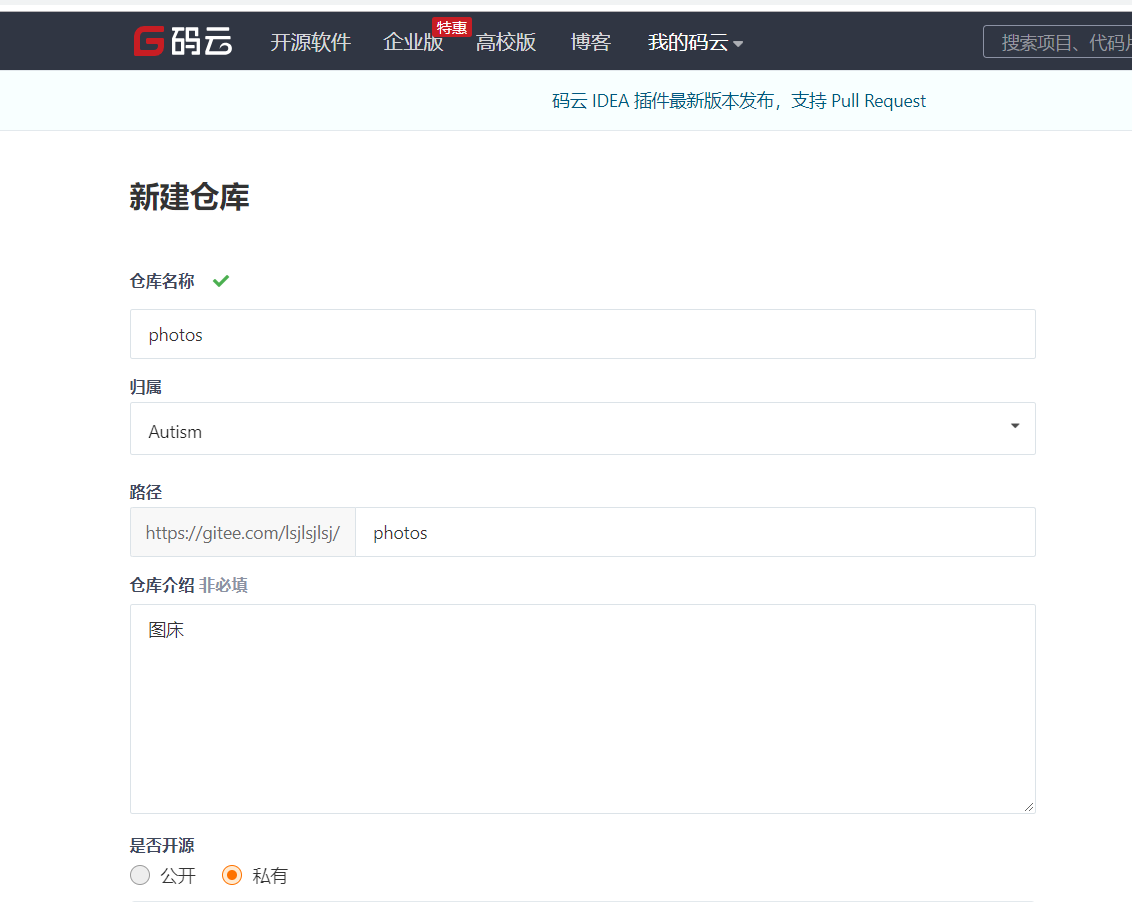 码云 开源软件 企业版 特惠 高校版 博客 我的码云 搜索项目、代码
码云 IDEA 插件最新版本发布，支持 Pull Request
新建仓库
仓库名称
photos
归属
Autism
路径
https://gitee.com/lsjlsjlsj/ photos
仓库介绍 非必填
图床
是否开源
公开 私有